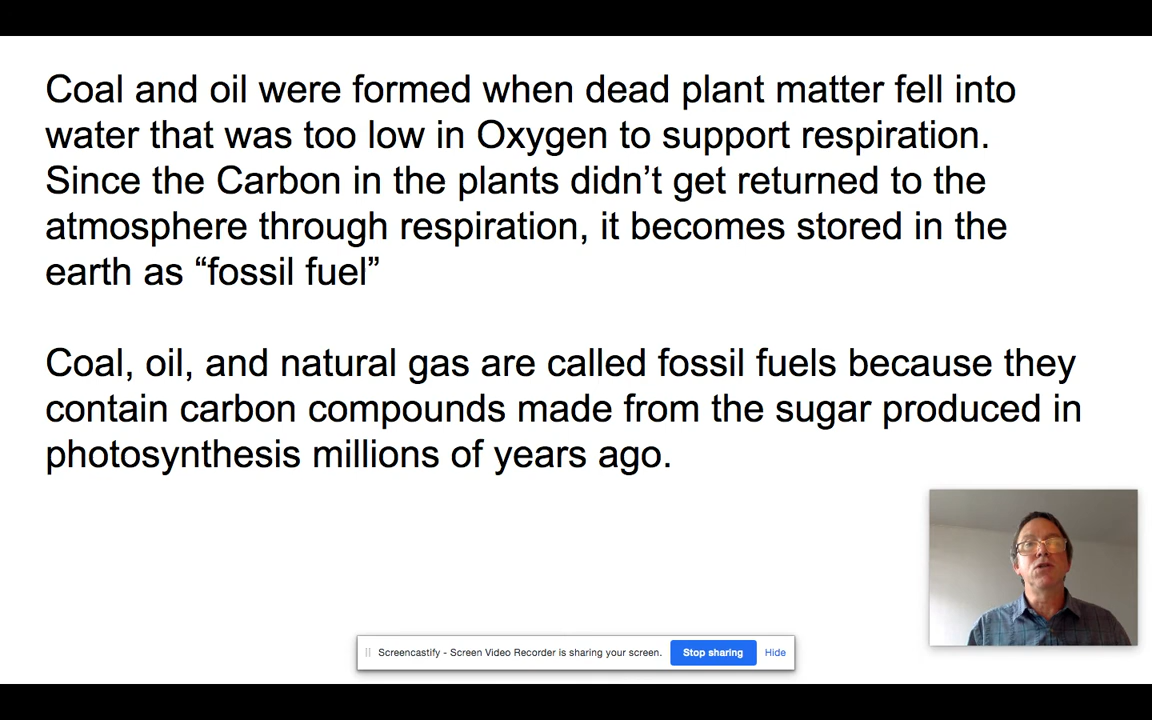 Coal and oil were formed when dead plant matter fell into
water that was too low in Oxygen to support respiration.
Since the Carbon in the plants didn’t get returned to the
atmosphere through respiration, it becomes stored in the
earth as “fossil fuel”
Coal, oil, and natural gas are called fossil fuels because they
contain carbon compounds made from the sugar produced in
photosynthesis millions of years ago.
Screencastify - Screen Video Recorder is sharing your screen. Stop sharing Hide